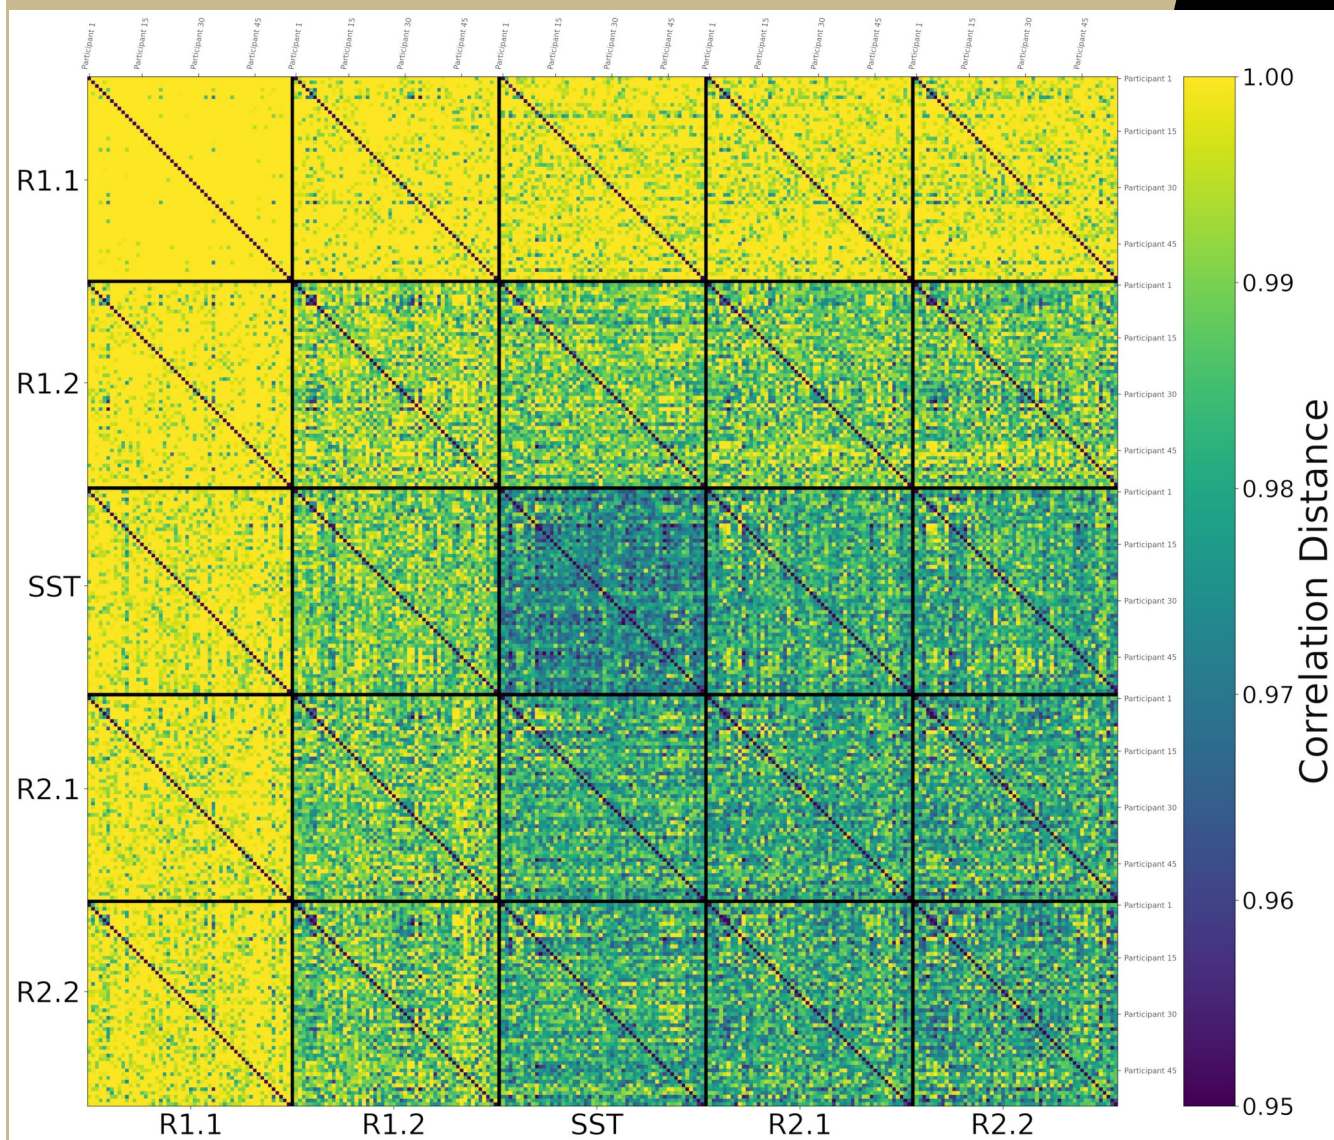 Participant 1 Participant 15 Participant 30 Participant 45 Participant 1 Participant 15 Participant 30 Participant 45 Participant 1 Participant 15 Participant 30 Participant 45 Participant 1 Participant 15 Participant 30 Participant 45 Participant 1 Participant 15 Participant 30 Participant 45
R1.1
R1.2
SST
R2.1
R2.2
Participant 1
Participant 15
Participant 30
Participant 45
Participant 1
Participant 15
Participant 30
Participant 45
Participant 1
Participant 15
Participant 30
Participant 45
Participant 1
Participant 15
Participant 30
Participant 45
Participant 1
Participant 15
Participant 30
Participant 45
1.00
0.99
0.98
0.97
0.96
0.95
Correlation Distance
R1.1 R1.2 SST R2.1 R2.2